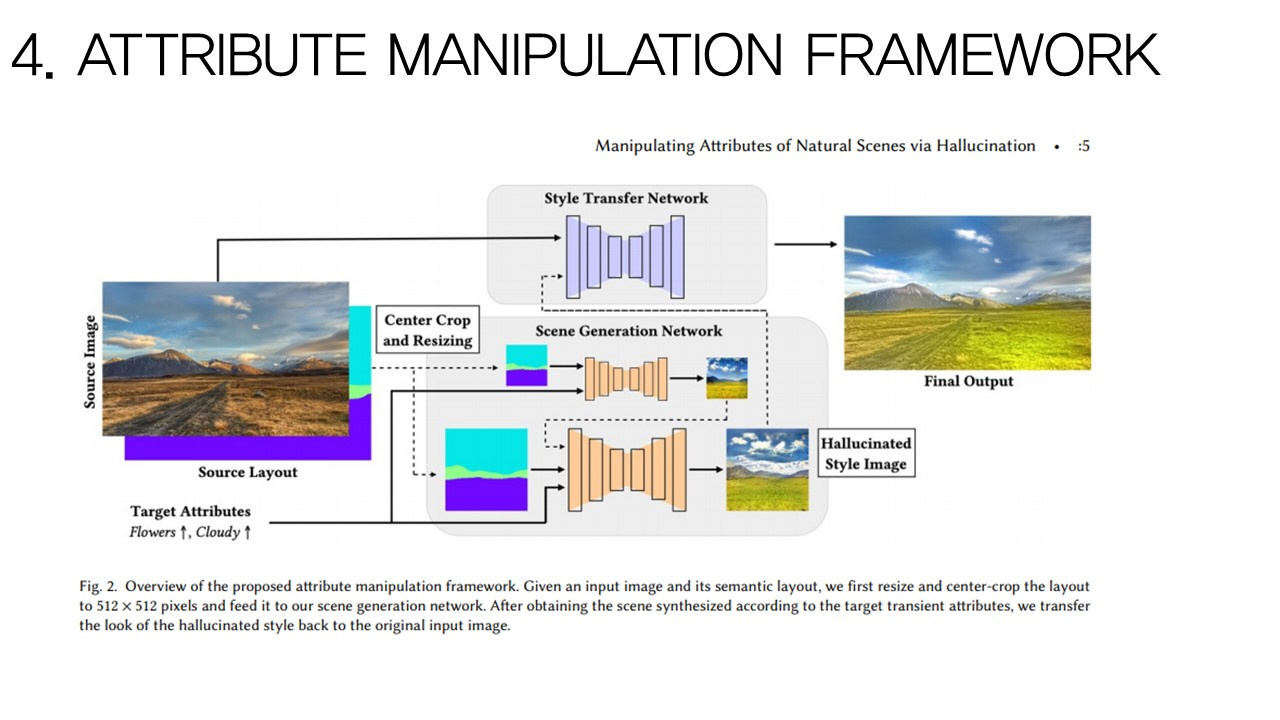 4. ATTRIBUTE MANIPULATION FRAMEWORK
Manipulating Attributes of Natural Scenes via Hallucination • :5
Style Transfer Network
Source Image
Center Crop
and Resizing
Scene Generation Network
Final Output
Hallucinated
Style Image
Source Layout
Target Attributes
Flowers ↑, Cloudy ↑
Fig. 2. Overview of the proposed attribute manipulation framework. Given an input image and its semantic layout, we first resize and center-crop the layout
to 512 × 512 pixels and feed it to our scene generation network. After obtaining the scene synthesized according to the target transient attributes, we transfer
the look of the hallucinated style back to the original input image.